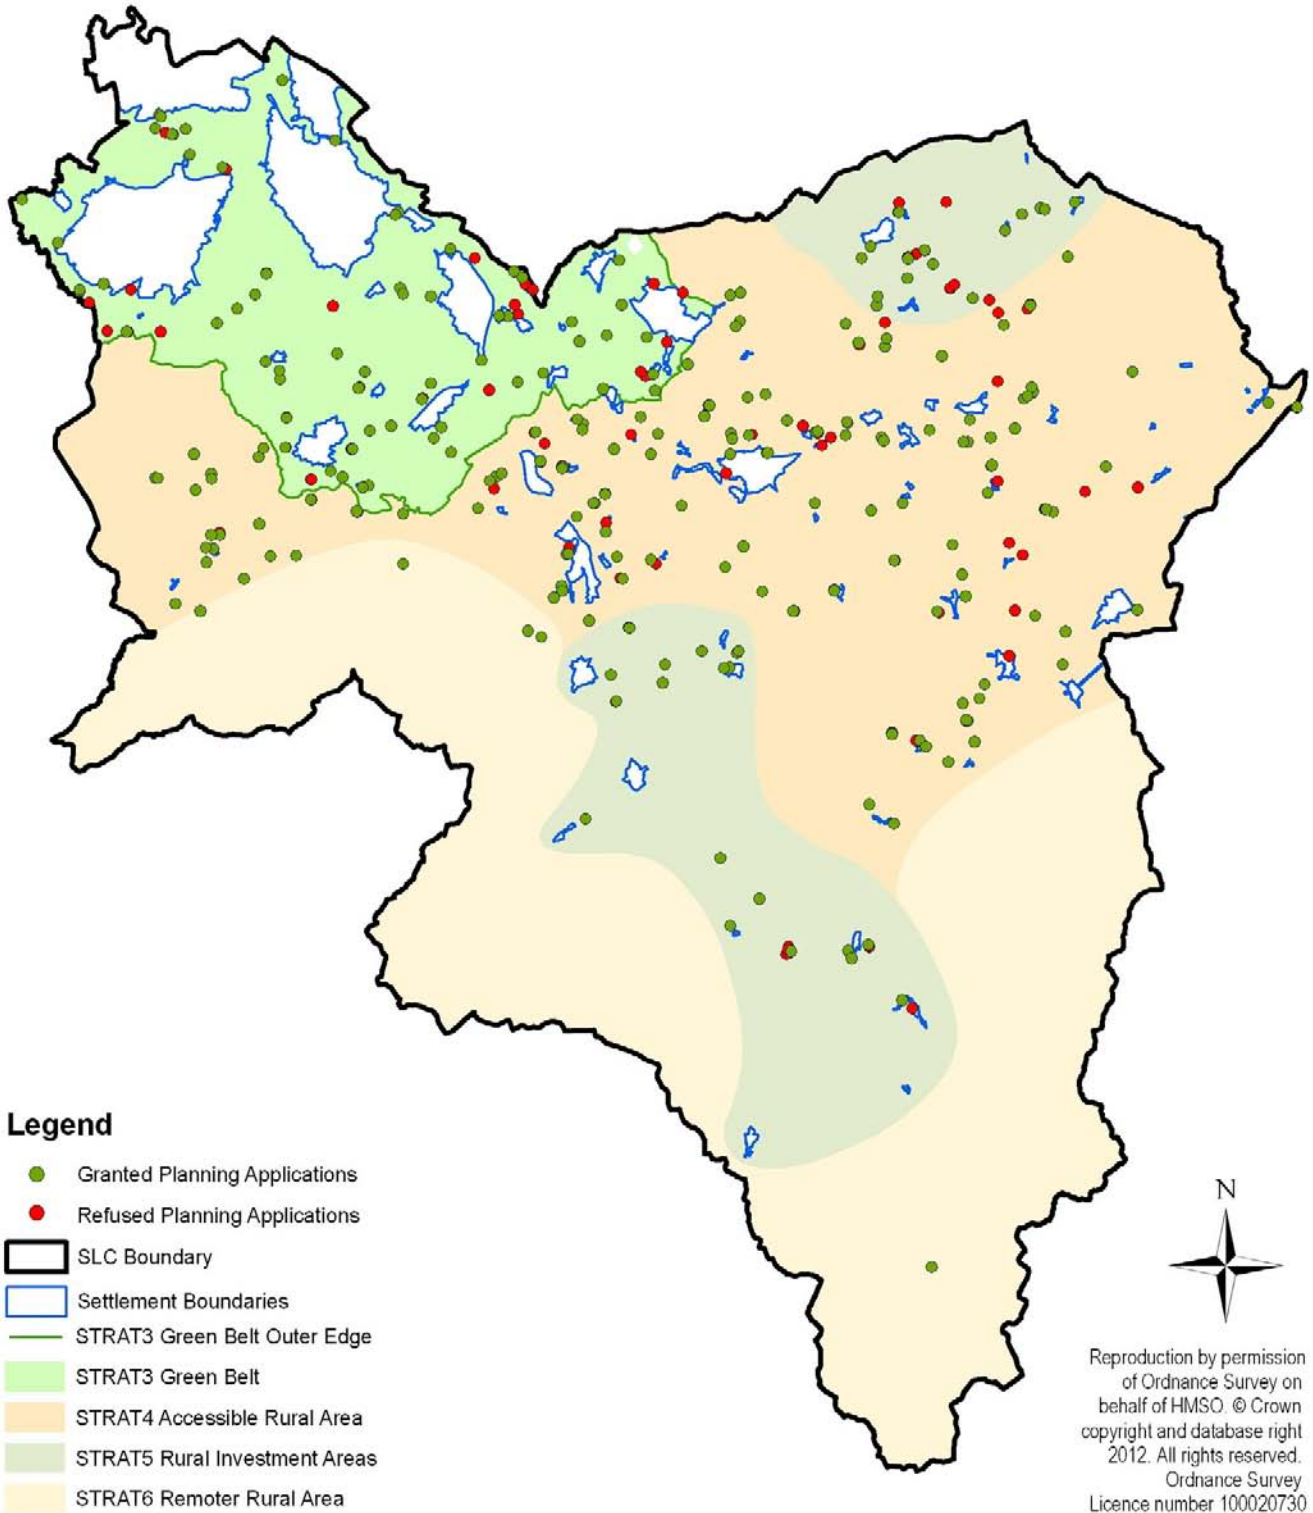 Legend
Granted Planning Applications
Refused Planning Applications
SLC Boundary
Settlement Boundaries
STRAT3 Green Belt Outer Edge
STRAT3 Green Belt
STRAT4 Accessible Rural Area
STRAT5 Rural Investment Areas
STRAT6 Remoter Rural Area
N
Reproduction by permission
of Ordnance Survey on
behalf of HMSO. © Crown
copyright and database right
2012. All rights reserved.
Ordnance Survey
Licence number 100020730